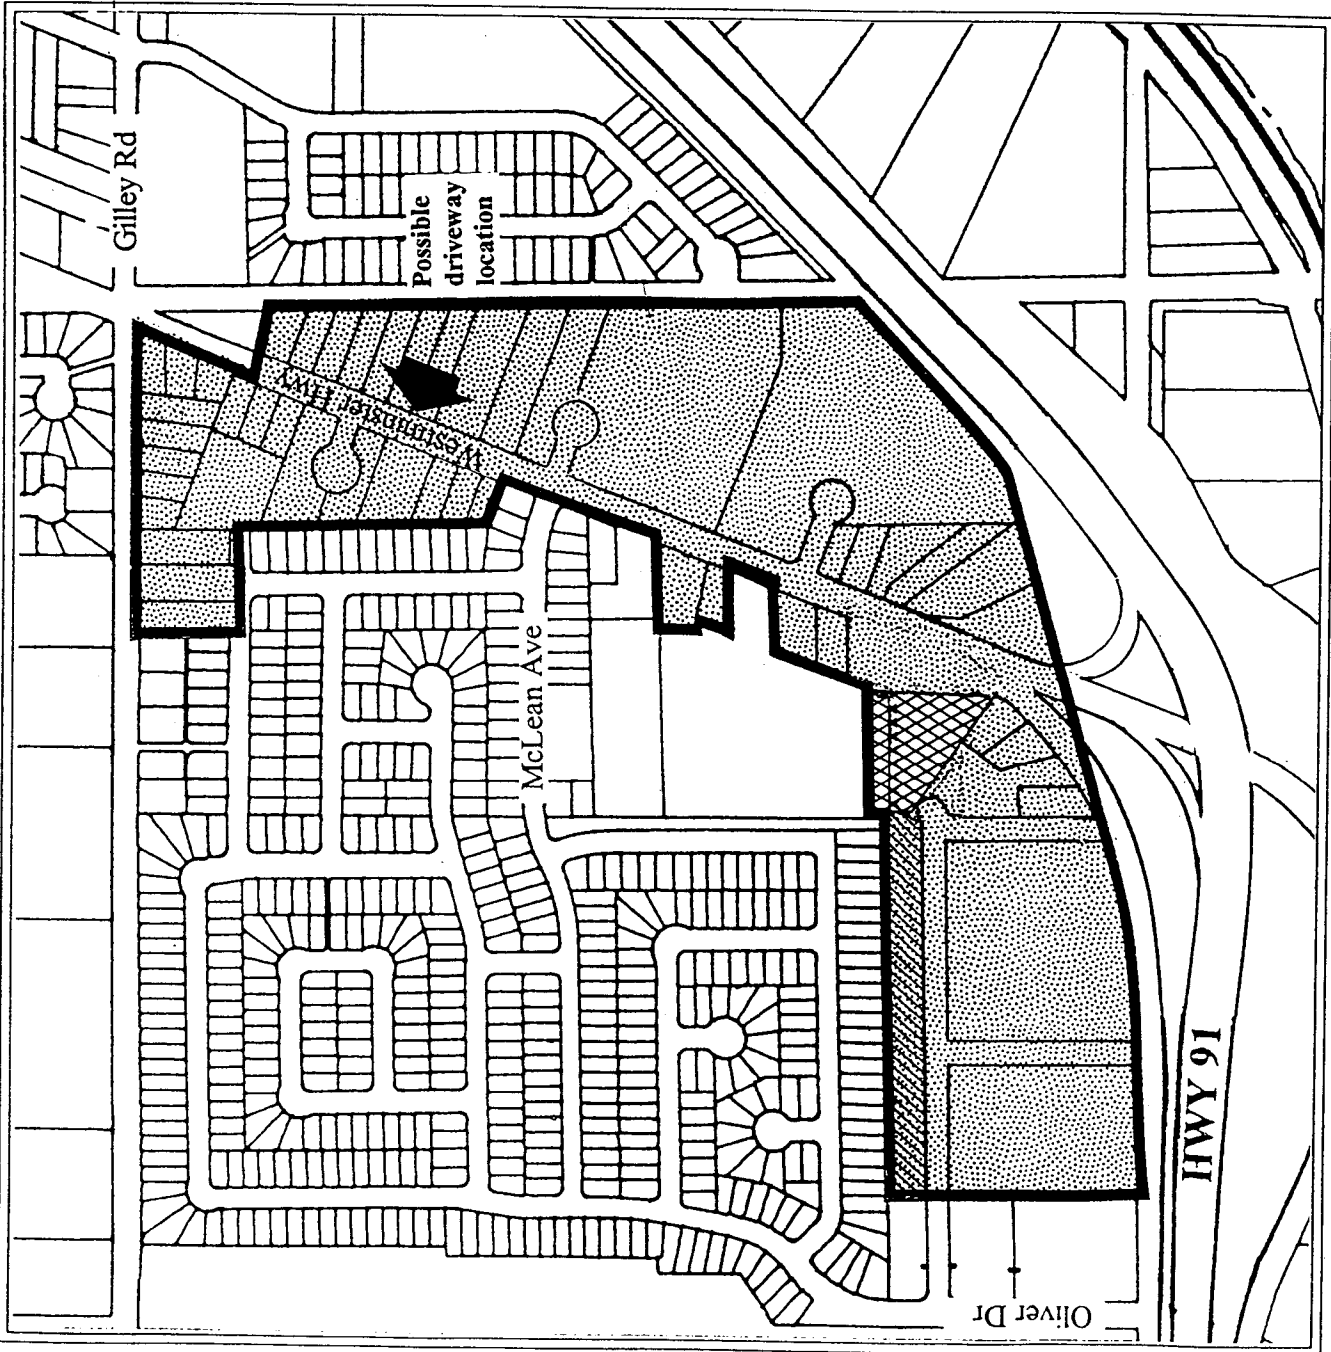 Gilley Rd
Possible
driveway
location
Westminster Hwy
McLean Ave
HWY 91
Oliver Dr